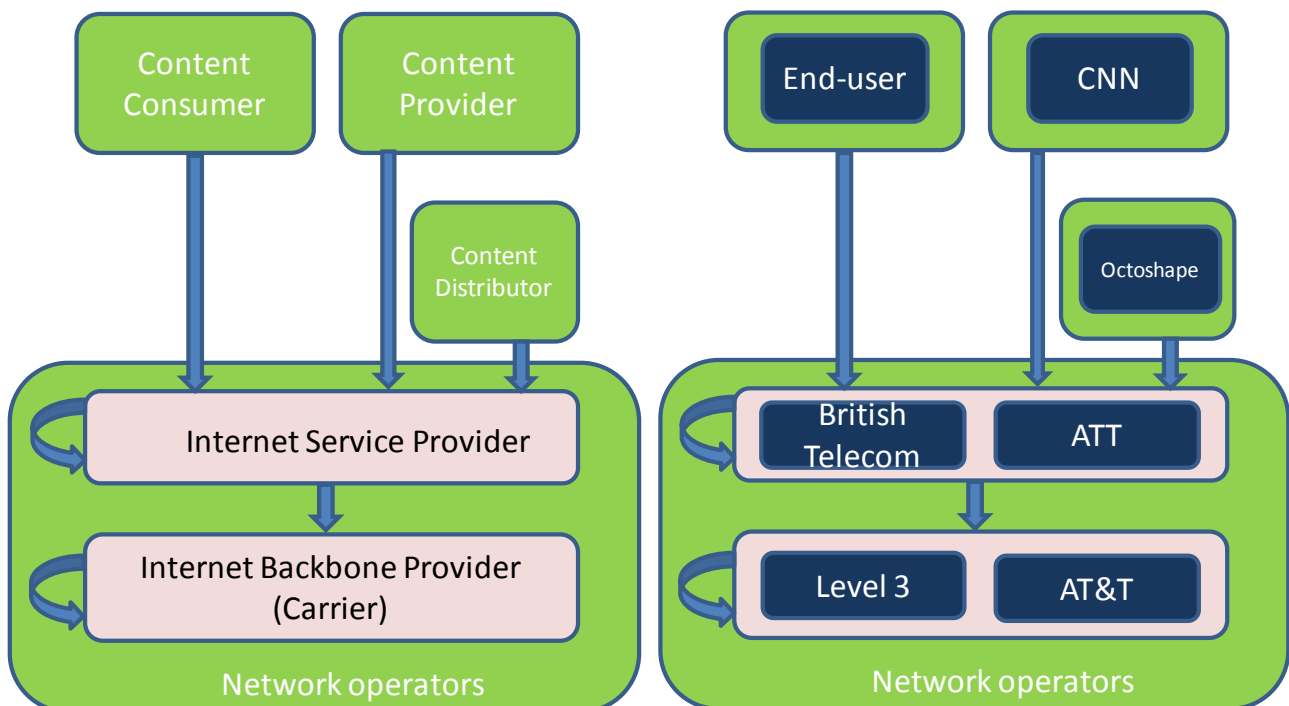 Content
Consumer
Content
Provider
Content
Distributor
Internet Service Provider
Internet Backbone Provider
(Carrier)
Network operators
End-user
CNN
Octoshape
British
Telecom
ATT
Level 3
AT&T
Network operators